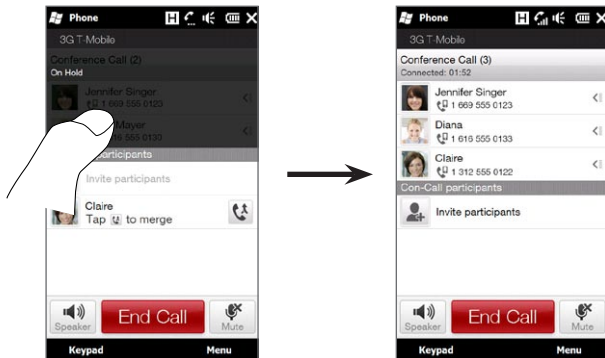 Phone
H
3G T-Mobile
Conference Call (2)
On Hold
Jennifer Singer
1 669 555 0123
Mayer
616 555 0133
participants
Invite participants
Claire
Tap to merge
Speaker
End Call
Mute
Keypad
Menu
Phone
H
3G T-Mobile
Conference Call (3)
Connected: 01:52
Jennifer Singer
1 669 555 0123
Diana
1 616 555 0133
Claire
1 312 555 0122
Con-Call participants
Invite participants
Speaker
End Call
Mute
Keypad
Menu